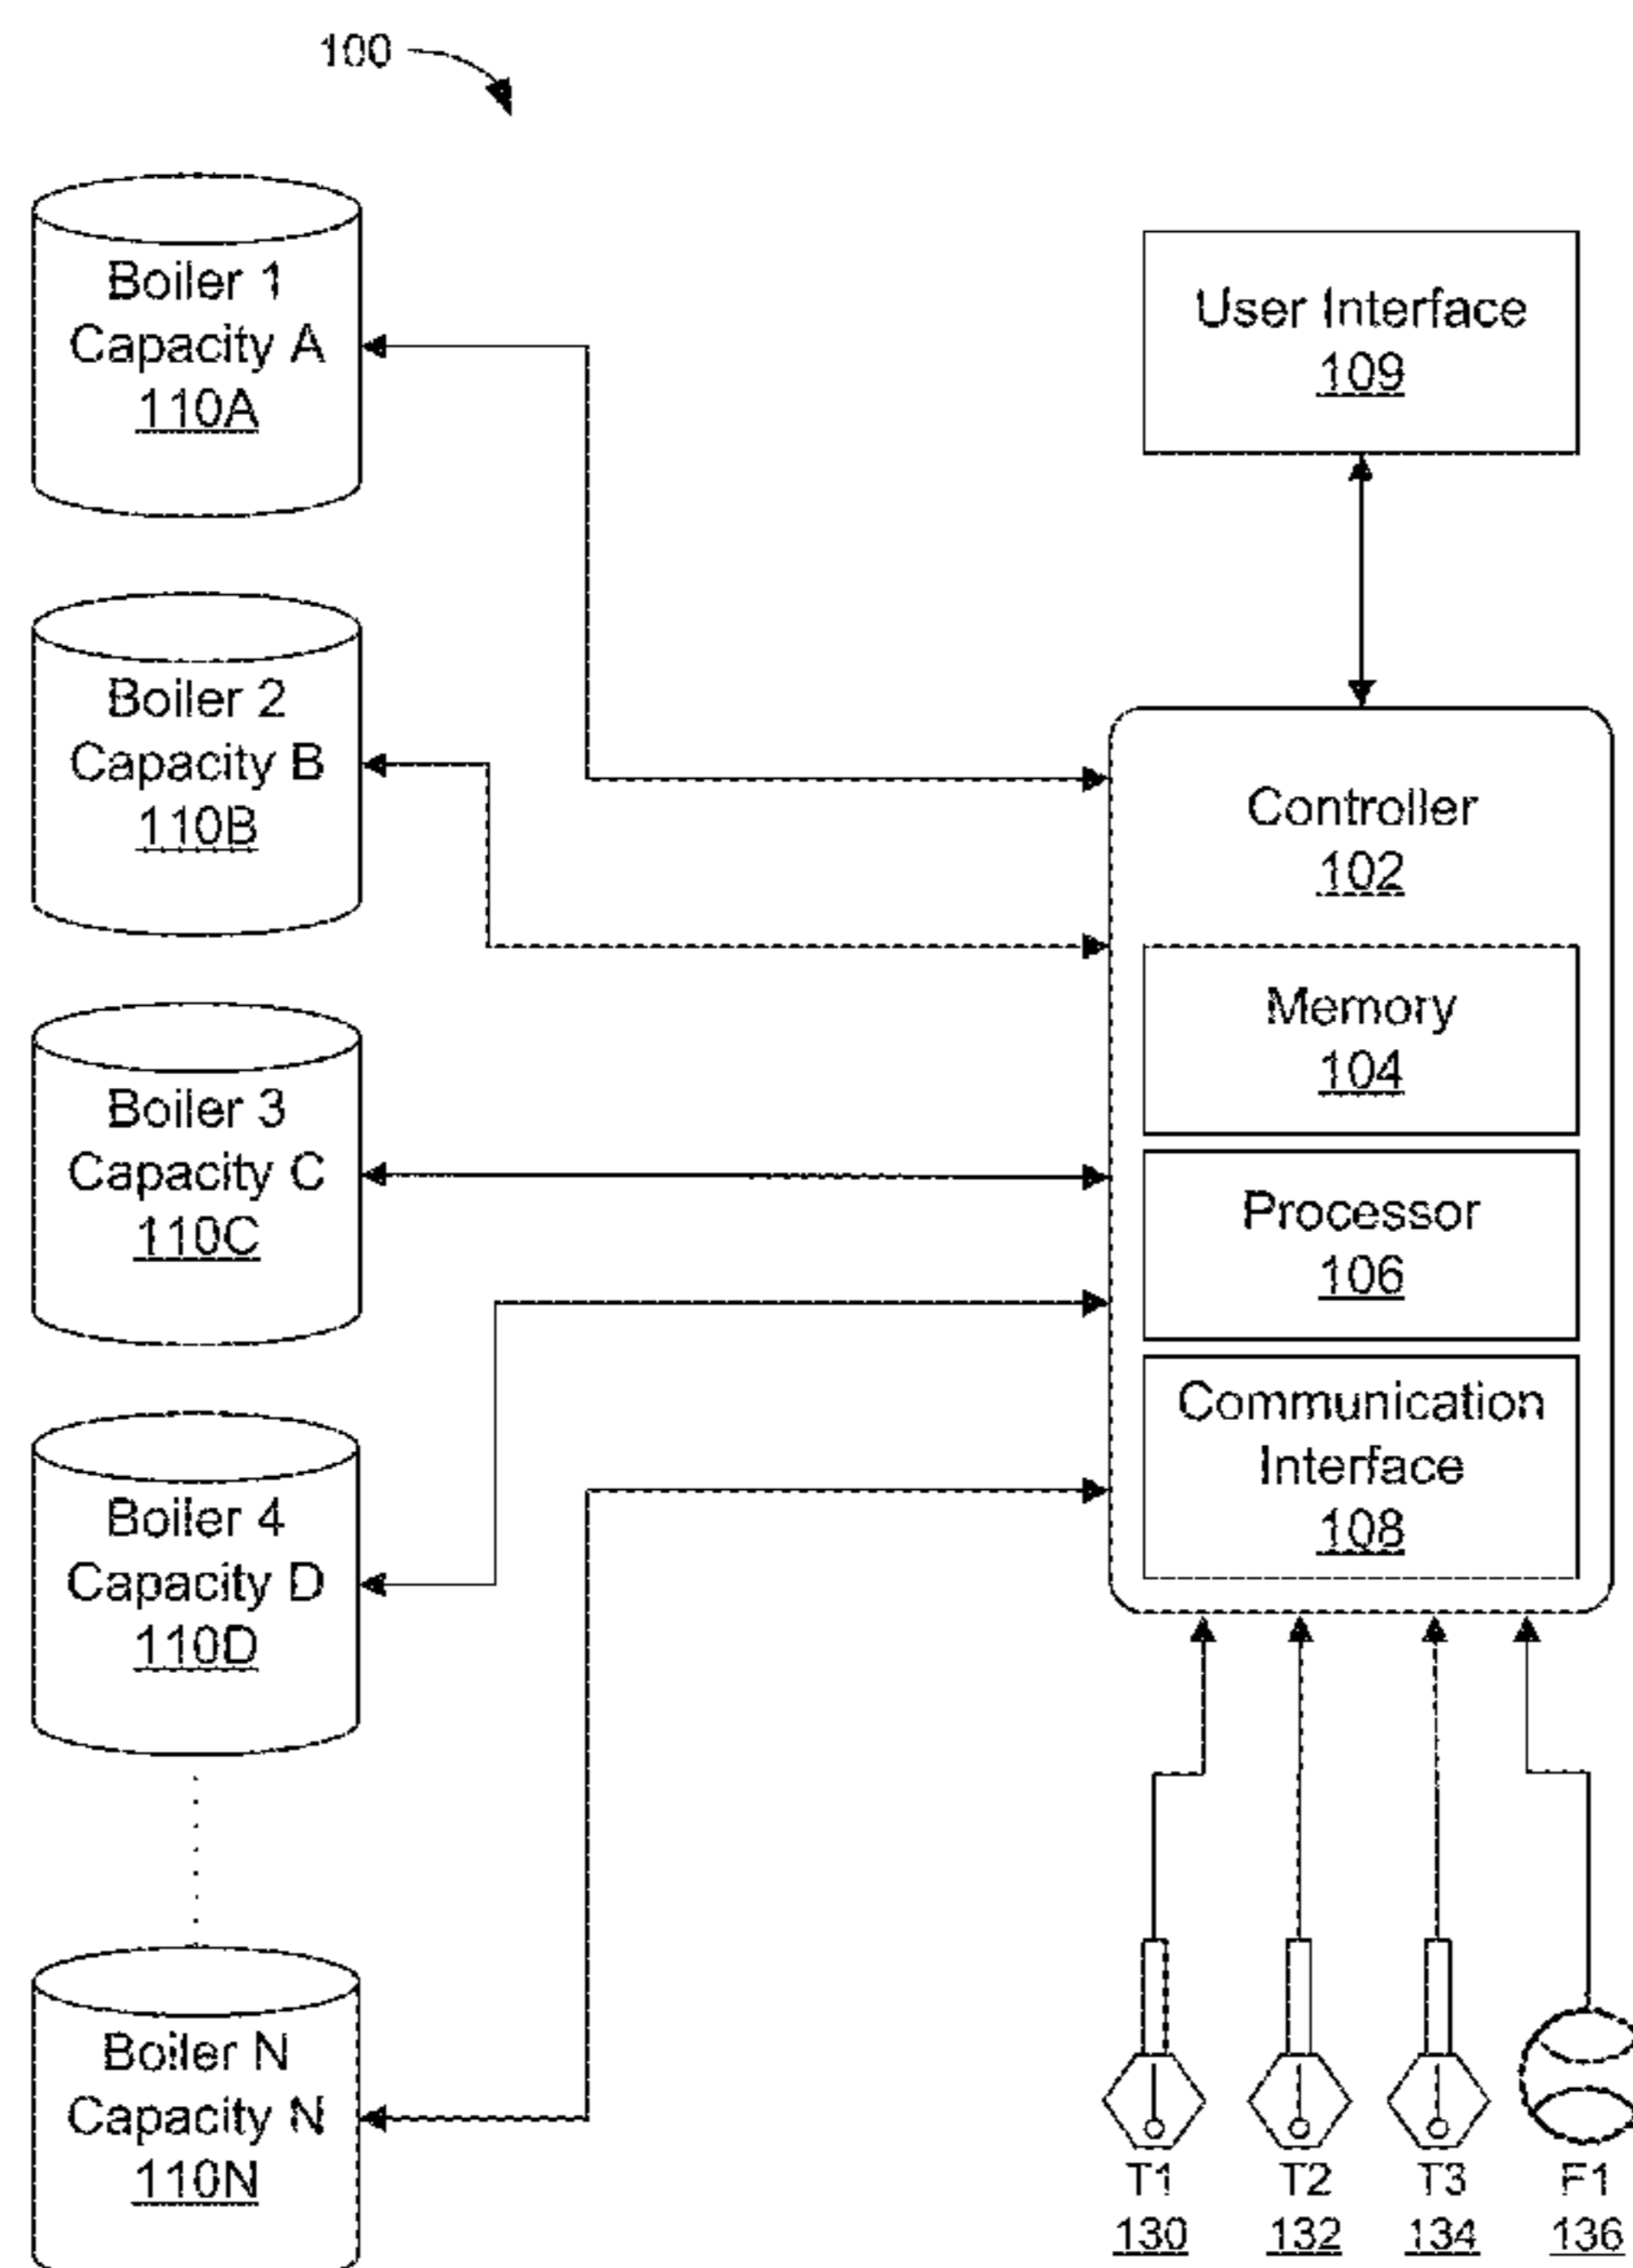 100
Boiler 1
Capacity A
110A
User Interface
109
Boiler 2
Capacity B
110B
Controller
102
Memory
104
Boiler 3
Capacity C
110C
Processor
106
Communication
Interface
108
Boiler 4
Capacity D
110D
Boiler N
Capacity N
110N
T1
130
T2
132
T3
134
F1
136